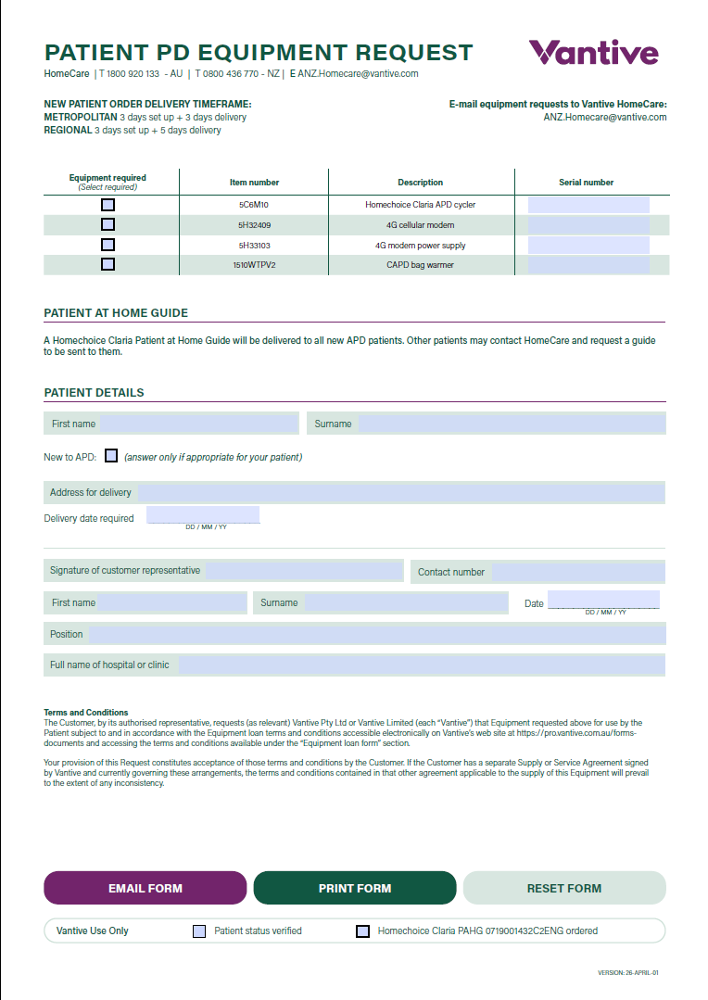 PATIENT PD EQUIPMENT REQUEST
Vantive
HomeCare | T 1800 920 133 - AU | T 0800 436 770 - NZ | E ANZ.Homecare@vantive.com
NEW PATIENT ORDER DELIVERY TIMEFRAME:
METROPOLITAN 3 days set up + 3 days delivery
REGIONAL 3 days set up + 5 days delivery
E-mail equipment requests to Vantive HomeCare:
ANZ.Homecare@vantive.com
Equipment required
(Select required)
Item number
Description
Serial number
5C6M10 Homechoice Claria APD cycler
5H32409 4G cellular modem
5H33103 4G modem power supply
1510WTPV2 CAPD bag warmer
PATIENT AT HOME GUIDE
A Homechoice Claria Patient at Home Guide will be delivered to all new APD patients. Other patients may contact HomeCare and request a guide
to be sent to them.
PATIENT DETAILS
First name Surname
New to APD: (answer only if appropriate for your patient)
Address for delivery
Delivery date required
DD / MM / YY
Signature of customer representative Contact number
First name Surname Date
DD / MM / YY
Position
Full name of hospital or clinic
Terms and Conditions
The Customer, by its authorised representative, requests (as relevant) Vantive Pty Ltd or Vantive Limited (each “Vantive”) that Equipment requested above for use by the
Patient subject to and in accordance with the Equipment loan terms and conditions accessible electronically on Vantive’s web site at https://pro.vantive.com.au/forms-
documents and accessing the terms and conditions available under the “Equipment loan form” section.
Your provision of this Request constitutes acceptance of those terms and conditions by the Customer. If the Customer has a separate Supply or Service Agreement signed
by Vantive and currently governing these arrangements, the terms and conditions contained in that other agreement applicable to the supply of this Equipment will prevail
to the extent of any inconsistency.
EMAIL FORM PRINT FORM RESET FORM
Vantive Use Only Patient status verified Homechoice Claria PAHG 0719001432C2ENG ordered
VERSION: 26-APRIL-01